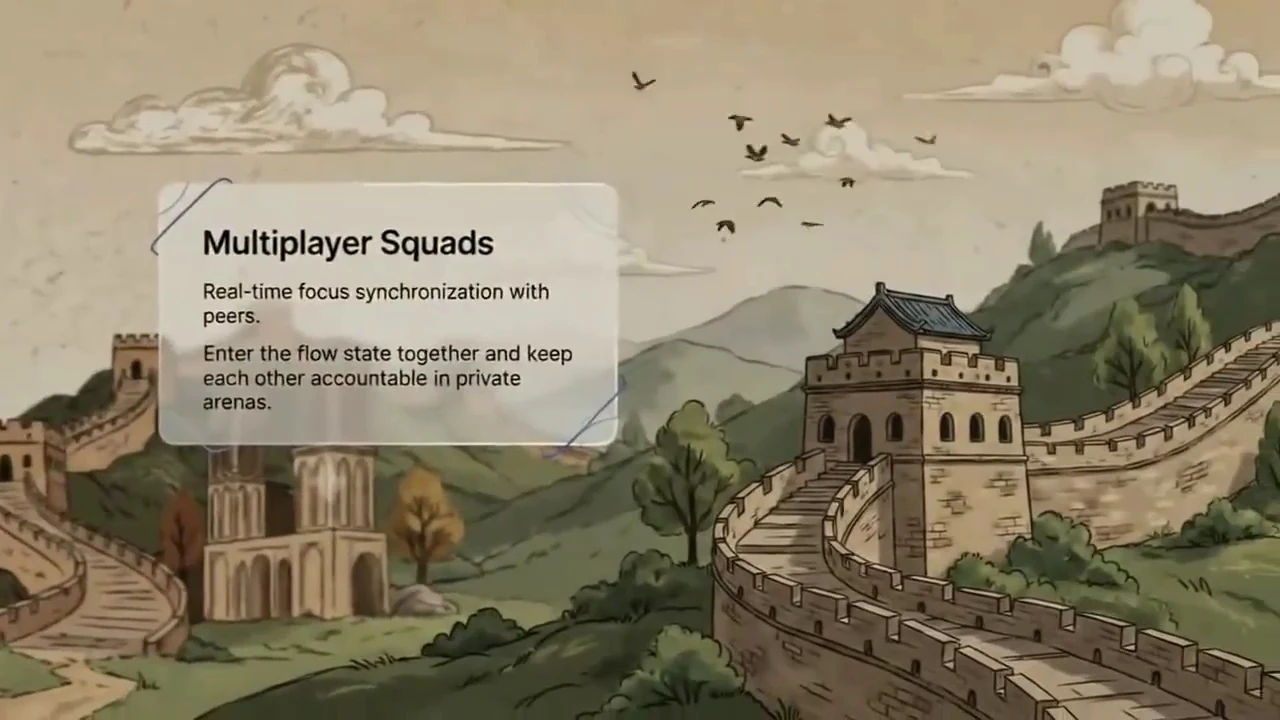 Multiplayer Squads
Real-time focus synchronization with
peers.
Enter the flow state together and keep
each other accountable in private
arenas.